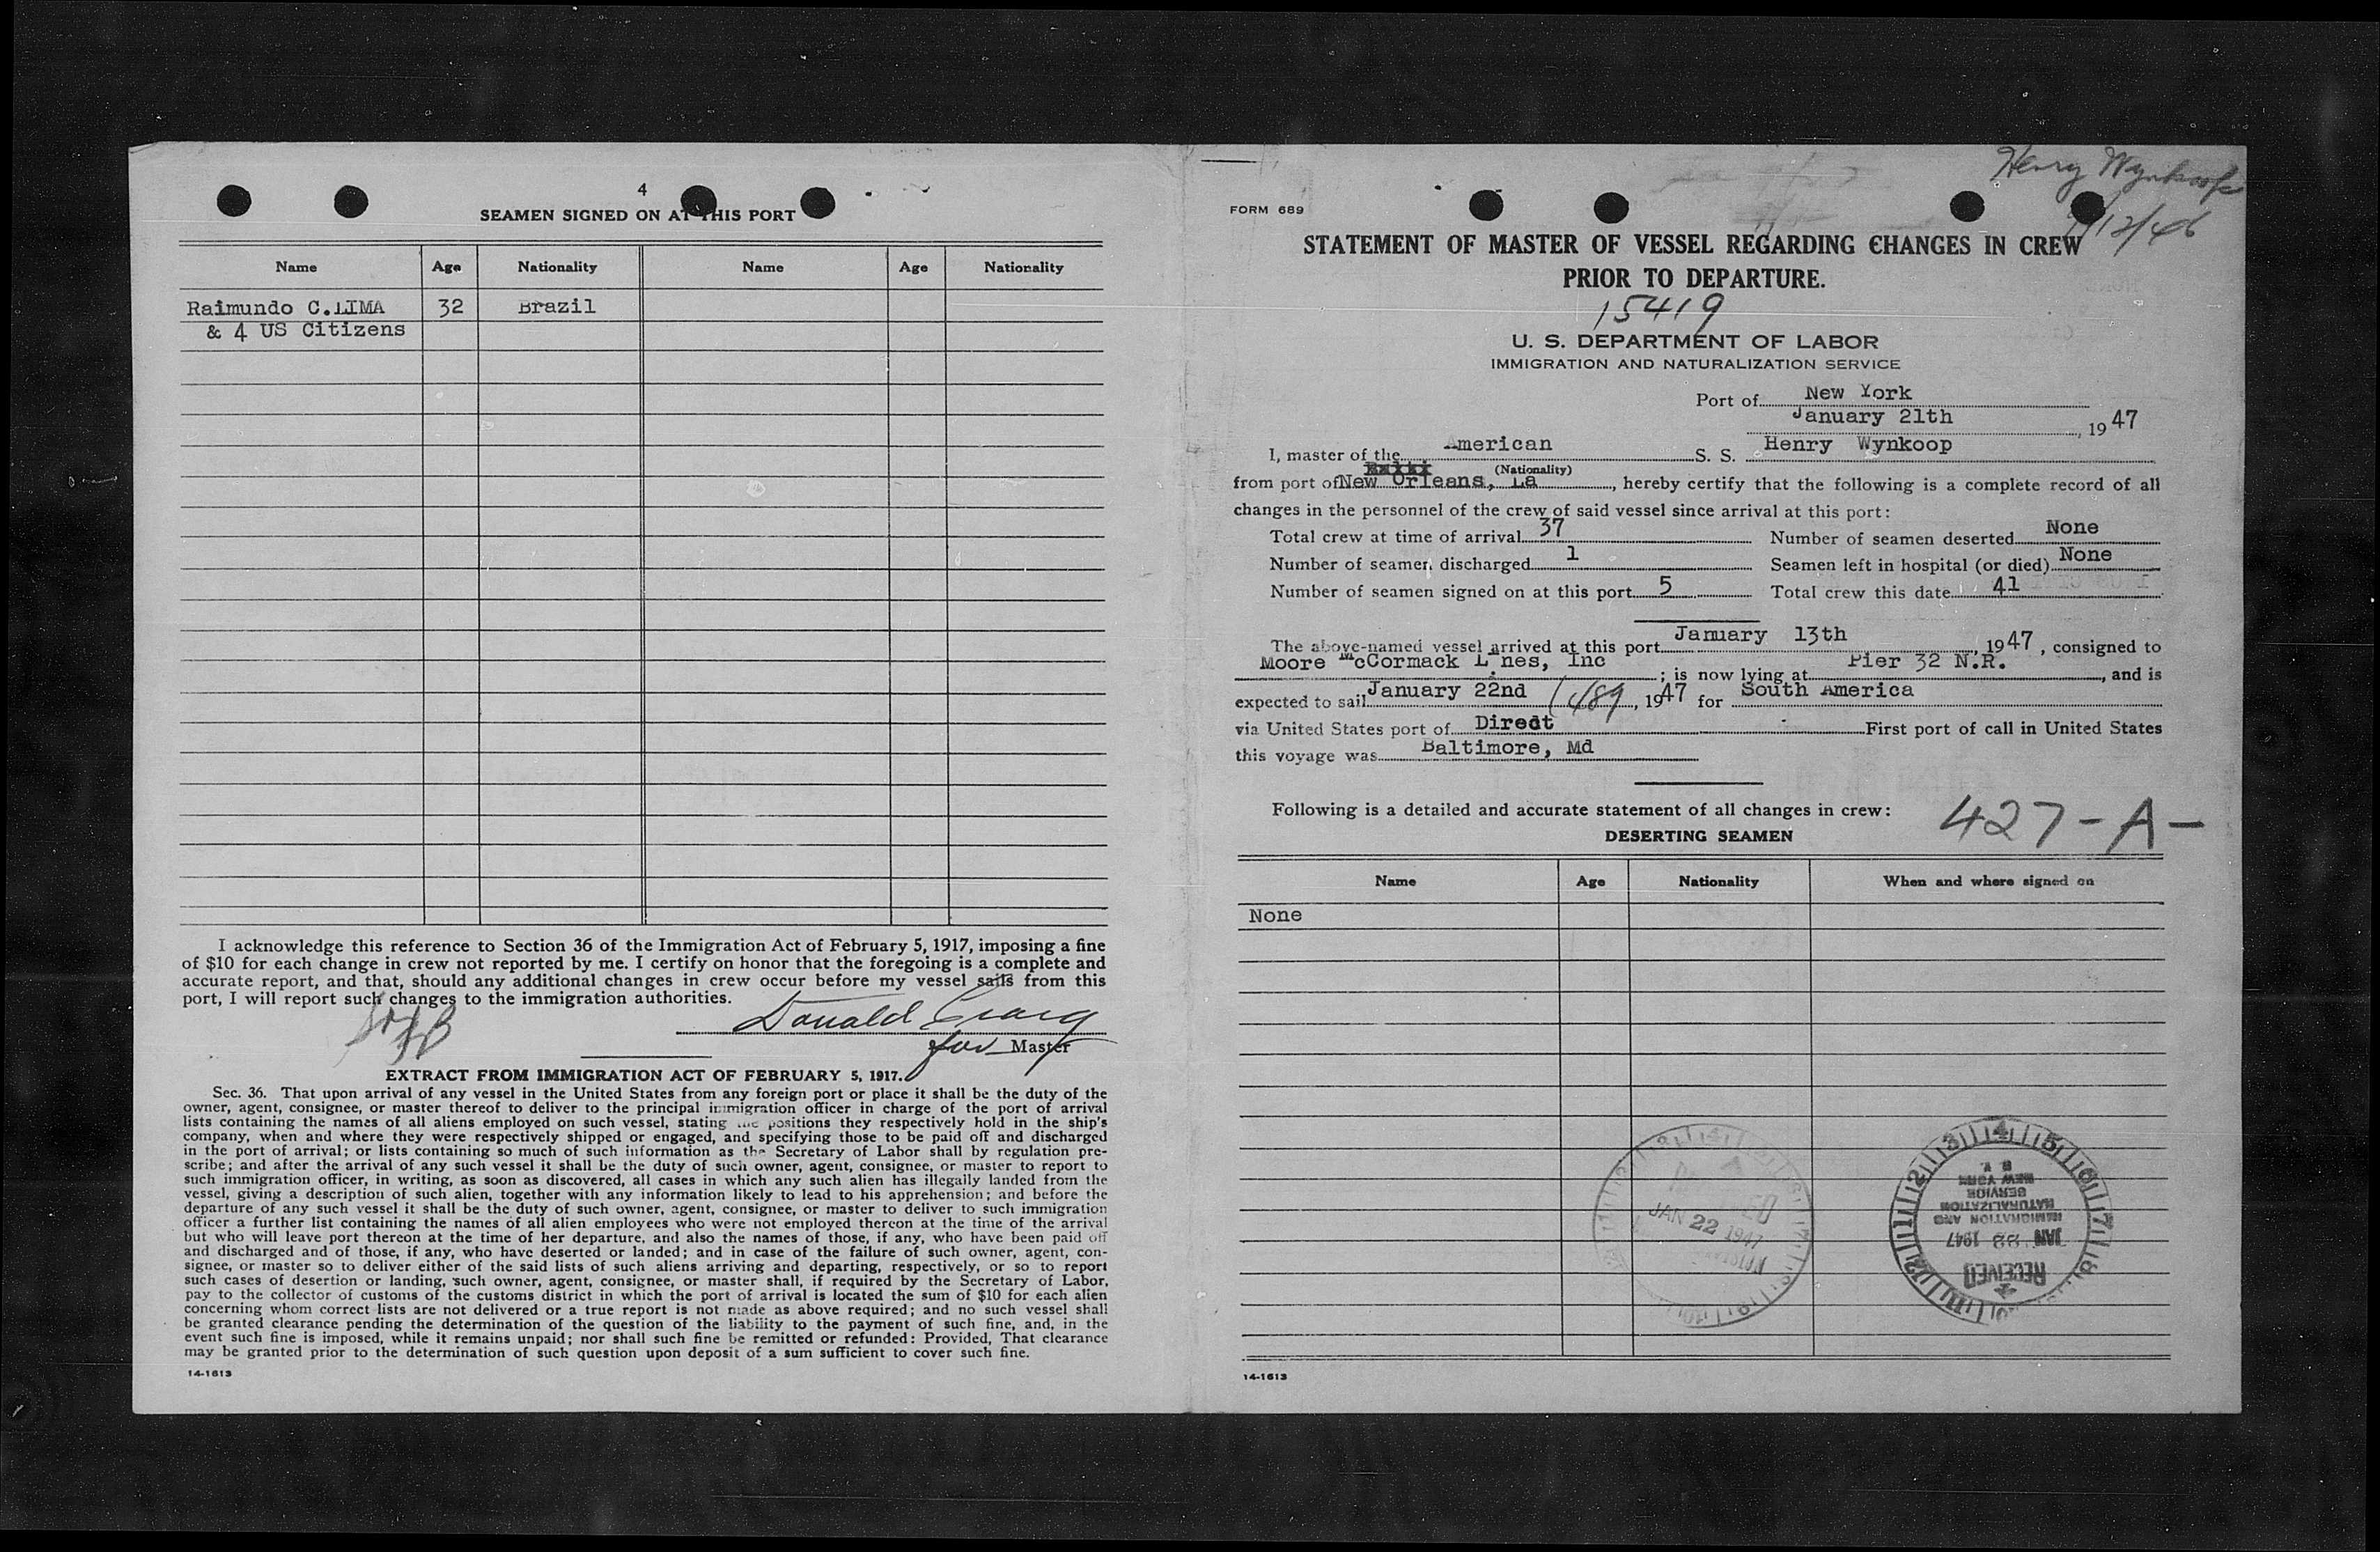 4
SEAMEN SIGNED ON AT THIS PORT
Name Age Nationality Name Age Nationality
Raimundo C.LIMA 32 Brazil
& 4 US Citizens
I acknowledge this reference to Section 36 of the Immigration Act of February 5, 1917, imposing a fine
of $10 for each change in crew not reported by me. I certify on honor that the foregoing is a complete and
accurate report, and that, should any additional changes in crew occur before my vessel sails from this
port, I will report such changes to the immigration authorities.
Donald
for Master
EXTRACT FROM IMMIGRATION ACT OF FEBRUARY 5, 1917.
Sec. 36. That upon arrival of any vessel in the United States from any foreign port or place it shall be the duty of the
owner, agent, consignee, or master thereof to deliver to the principal immigration officer in charge of the port of arrival
lists containing the names of all aliens employed on such vessel, stating the positions they respectively hold in the ship's
company, when and where they were respectively shipped or engaged, and specifying those to be paid off and discharged
in the port of arrival; or lists containing so much of such information as the Secretary of Labor shall by regulation pre-
scribe; and after the arrival of any such vessel it shall be the duty of such owner, agent, consignee, or master to report to
such immigration officer, in writing, as soon as discovered, all cases in which any such alien has illegally landed from the
vessel, giving a description of such alien, together with any information likely to lead to his apprehension; and before the
departure of any such vessel it shall be the duty of such owner, agent, consignee, or master to deliver to such immigration
officer a further list containing the names of all alien employees who were not employed thereon at the time of the arrival
but who will leave port thereon at the time of her departure, and also the names of those, if any, who have been paid off
and discharged and of those, if any, who have deserted or landed; and in case of the failure of such owner, agent, con-
signee, or master so to deliver either of the said lists of such aliens arriving and departing, respectively, or so to report
such cases of desertion or landing, such owner, agent, consignee, or master shall, if required by the Secretary of Labor,
pay to the collector of customs of the customs district in which the port of arrival is located the sum of $10 for each alien
concerning whom correct lists are not delivered or a true report is not made as above required; and no such vessel shall
be granted clearance pending the determination of the question of the liability to the payment of such fine, and, in the
event such fine is imposed, while it remains unpaid; nor shall such fine be remitted or refunded: Provided, That clearance
may be granted prior to the determination of such question upon deposit of a sum sufficient to cover such fine.
14-1613
Henry Wynkoop
/12/46
FORM 689
STATEMENT OF MASTER OF VESSEL REGARDING CHANGES IN CREW
PRIOR TO DEPARTURE.
15419
U. S. DEPARTMENT OF LABOR
IMMIGRATION AND NATURALIZATION SERVICE
Port of New York
January 21th, 1947
I, master of the American S. S. Henry Wynkoop
(Nationality)
from port of New Orleans, La, hereby certify that the following is a complete record of all
changes in the personnel of the crew of said vessel since arrival at this port:
Total crew at time of arrival 37 Number of seamen deserted None
Number of seamen discharged 1 Seamen left in hospital (or died) None
Number of seamen signed on at this port 5 Total crew this date 41
The above-named vessel arrived at this port January 13th, 1947, consigned to
Moore McCormack Lines, Inc; is now lying at Pier 32 N.R., and is
expected to sail January 22nd, 1947 for South America
via United States port of Diredt First port of call in United States
this voyage was Baltimore, Md
Following is a detailed and accurate statement of all changes in crew:
427-A-
DESERTING SEAMEN
Name Age Nationality When and where signed on
None
JAN 22 1947
RECEIVED
JAN 22 1947
IMMIGRATION AND
NATURALIZATION
SERVICE
NEW YORK
N. Y.
14-1613